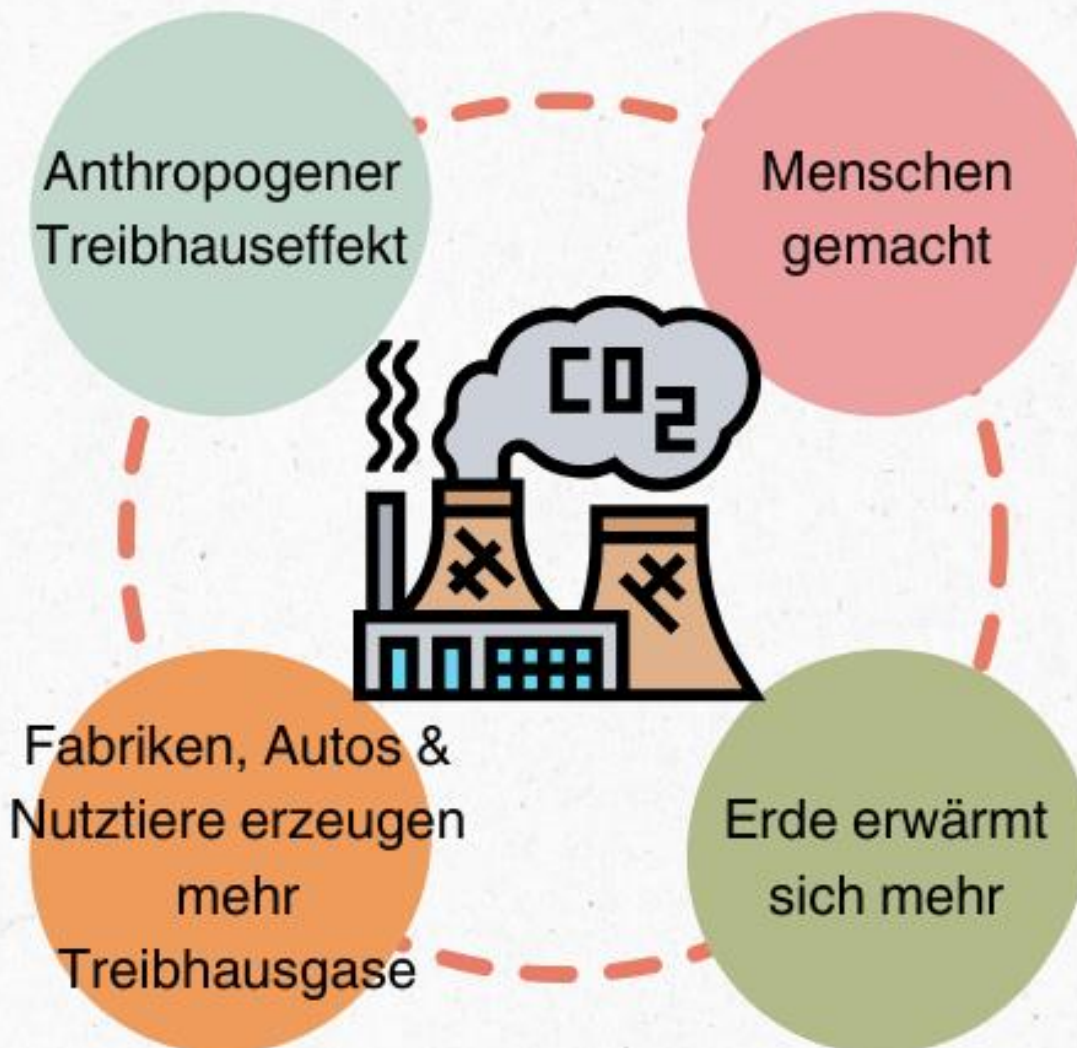 Anthropogener
Treibhauseffekt
Menschen
gemacht
CO₂
Fabriken, Autos &
Nutztiere erzeugen
mehr
Treibhausgase
Erde erwärmt
sich mehr